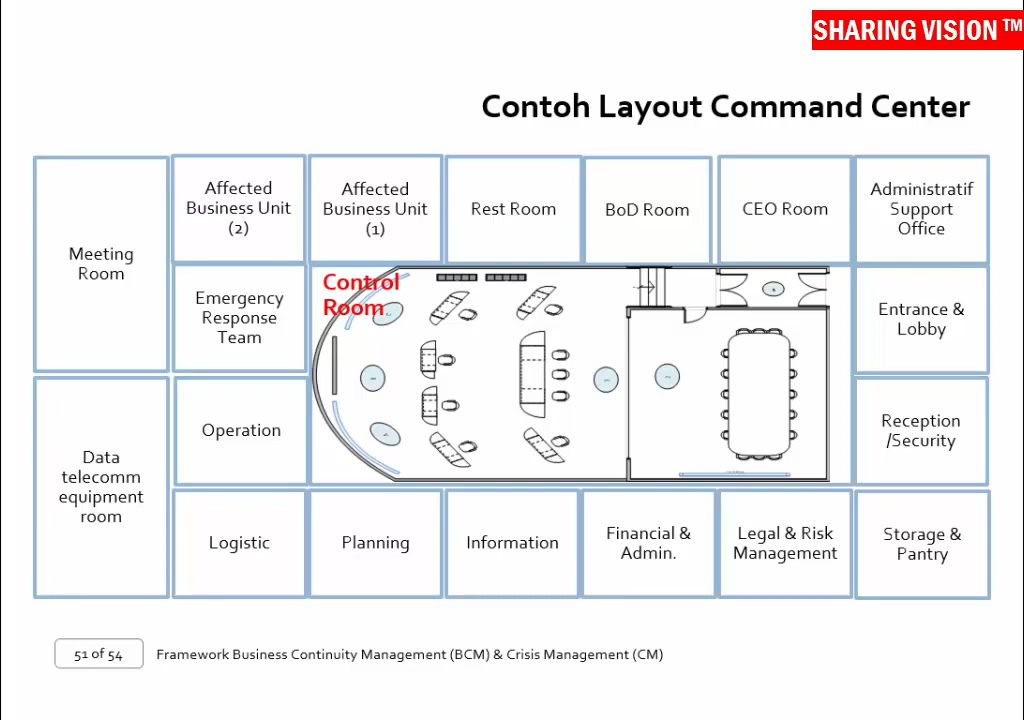 SHARING VISION ™
Contoh Layout Command Center
Meeting
Room
Affected
Business Unit
(2)
Affected
Business Unit
(1)
Rest Room
BoD Room
CEO Room
Administratif
Support
Office
Emergency
Response
Team
Control
Room
Entrance &
Lobby
Data
telecomm
equipment
room
Operation
Reception
/Security
Logistic
Planning
Information
Financial &
Admin.
Legal & Risk
Management
Storage &
Pantry
51 of 54
Framework Business Continuity Management (BCM) & Crisis Management (CM)